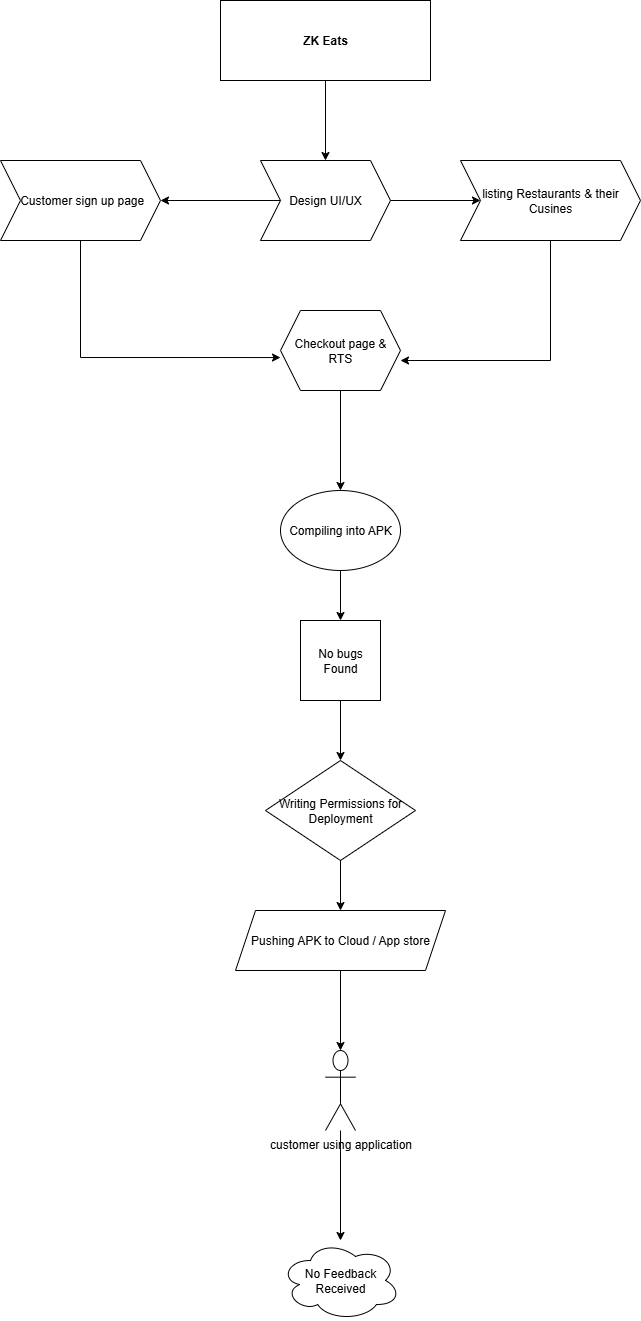 ZK Eats
Customer sign up page
Design UI/UX
listing Restaurants & their
Cusines
Checkout page &
RTS
Compiling into APK
No bugs
Found
Writing Permissions for
Deployment
Pushing APK to Cloud / App store
customer using application
No Feedback
Received